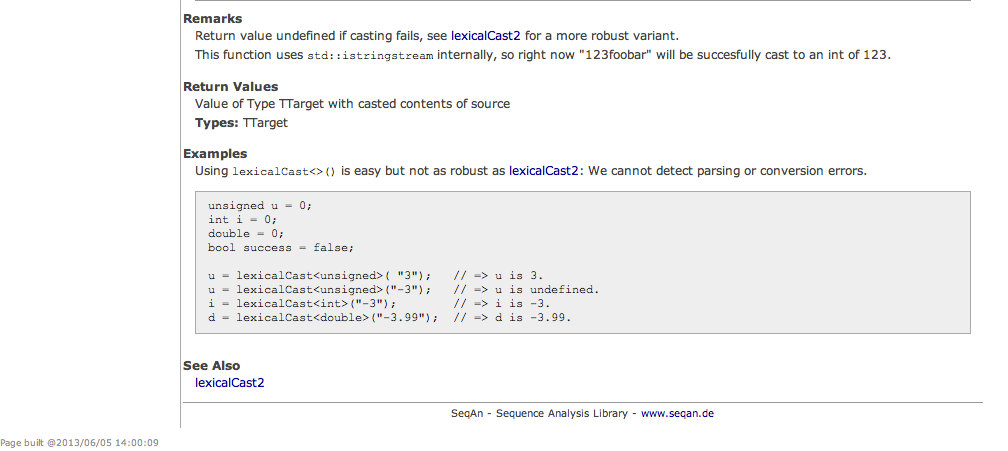 Remarks
Return value undefined if casting fails, see lexicalCast2 for a more robust variant.
This function uses std::istringstream internally, so right now "123foobar" will be succesfully cast to an int of 123.
Return Values
Value of Type TTarget with casted contents of source
Types: TTarget
Examples
Using lexicalCast<>() is easy but not as robust as lexicalCast2: We cannot detect parsing or conversion errors.
unsigned u = 0;
int i = 0;
double = 0;
bool success = false;
u = lexicalCast<unsigned>( "3");   // => u is 3.
u = lexicalCast<unsigned>("-3");   // => u is undefined.
i = lexicalCast<int>("-3");        // => i is -3.
d = lexicalCast<double>("-3.99");  // => d is -3.99.
See Also
lexicalCast2
SeqAn - Sequence Analysis Library - www.seqan.de
Page built @2013/06/05 14:00:09